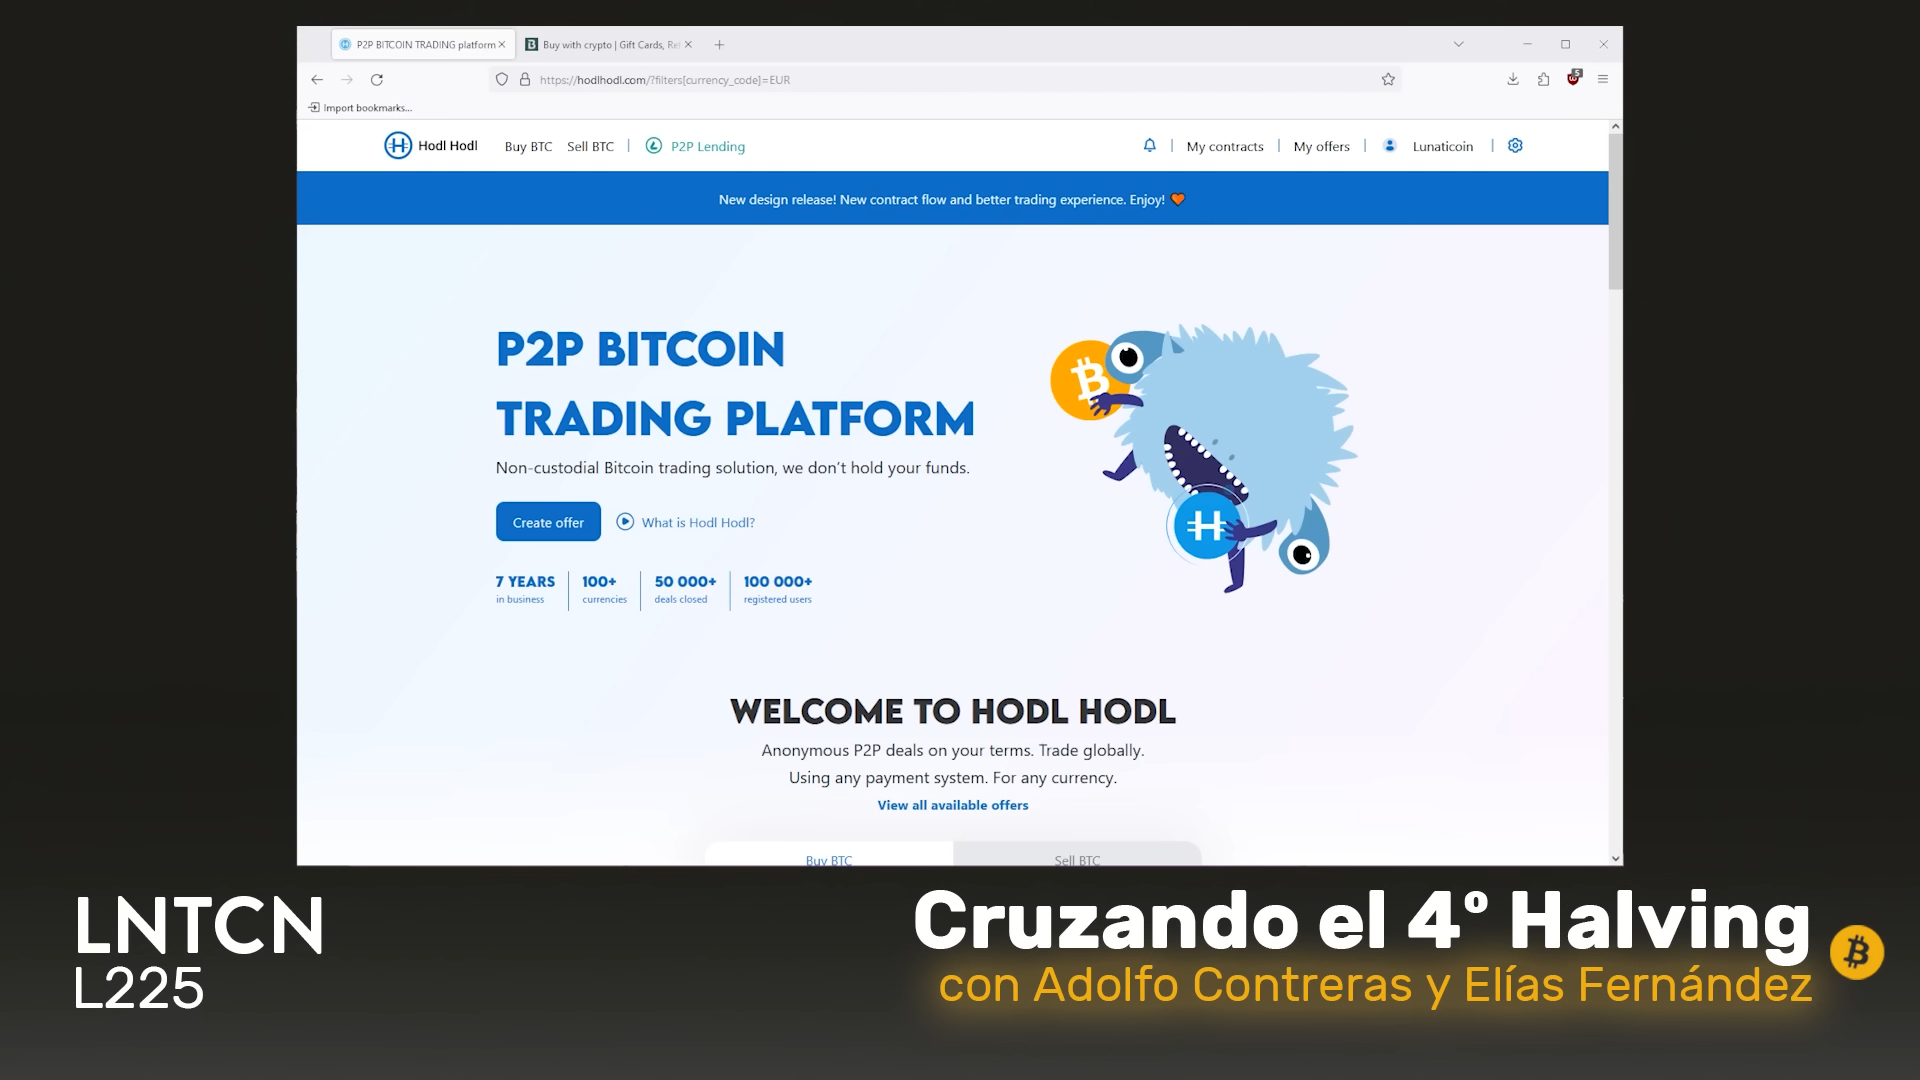 P2P BITCOIN TRADING platform
Buy with crypto | Gift Cards, Re
https://hodlhodl.com/?filters[currency_code]=EUR
5
Import bookmarks...
Hodl Hodl
Buy BTC
Sell BTC
P2P Lending
My contracts
My offers
Lunaticoin
New design release! New contract flow and better trading experience. Enjoy! 🧡
P2P BITCOIN
TRADING PLATFORM
Non-custodial Bitcoin trading solution, we don't hold your funds.
Create offer
What is Hodl Hodl?
7 YEARS
in business
100+
currencies
50 000+
deals closed
100 000+
registered users
WELCOME TO HODL HODL
Anonymous P2P deals on your terms. Trade globally.
Using any payment system. For any currency.
View all available offers
Buy BTC
Sell BTC
LNTCN
L225
Cruzando el 4º Halving
con Adolfo Contreras y Elías Fernández